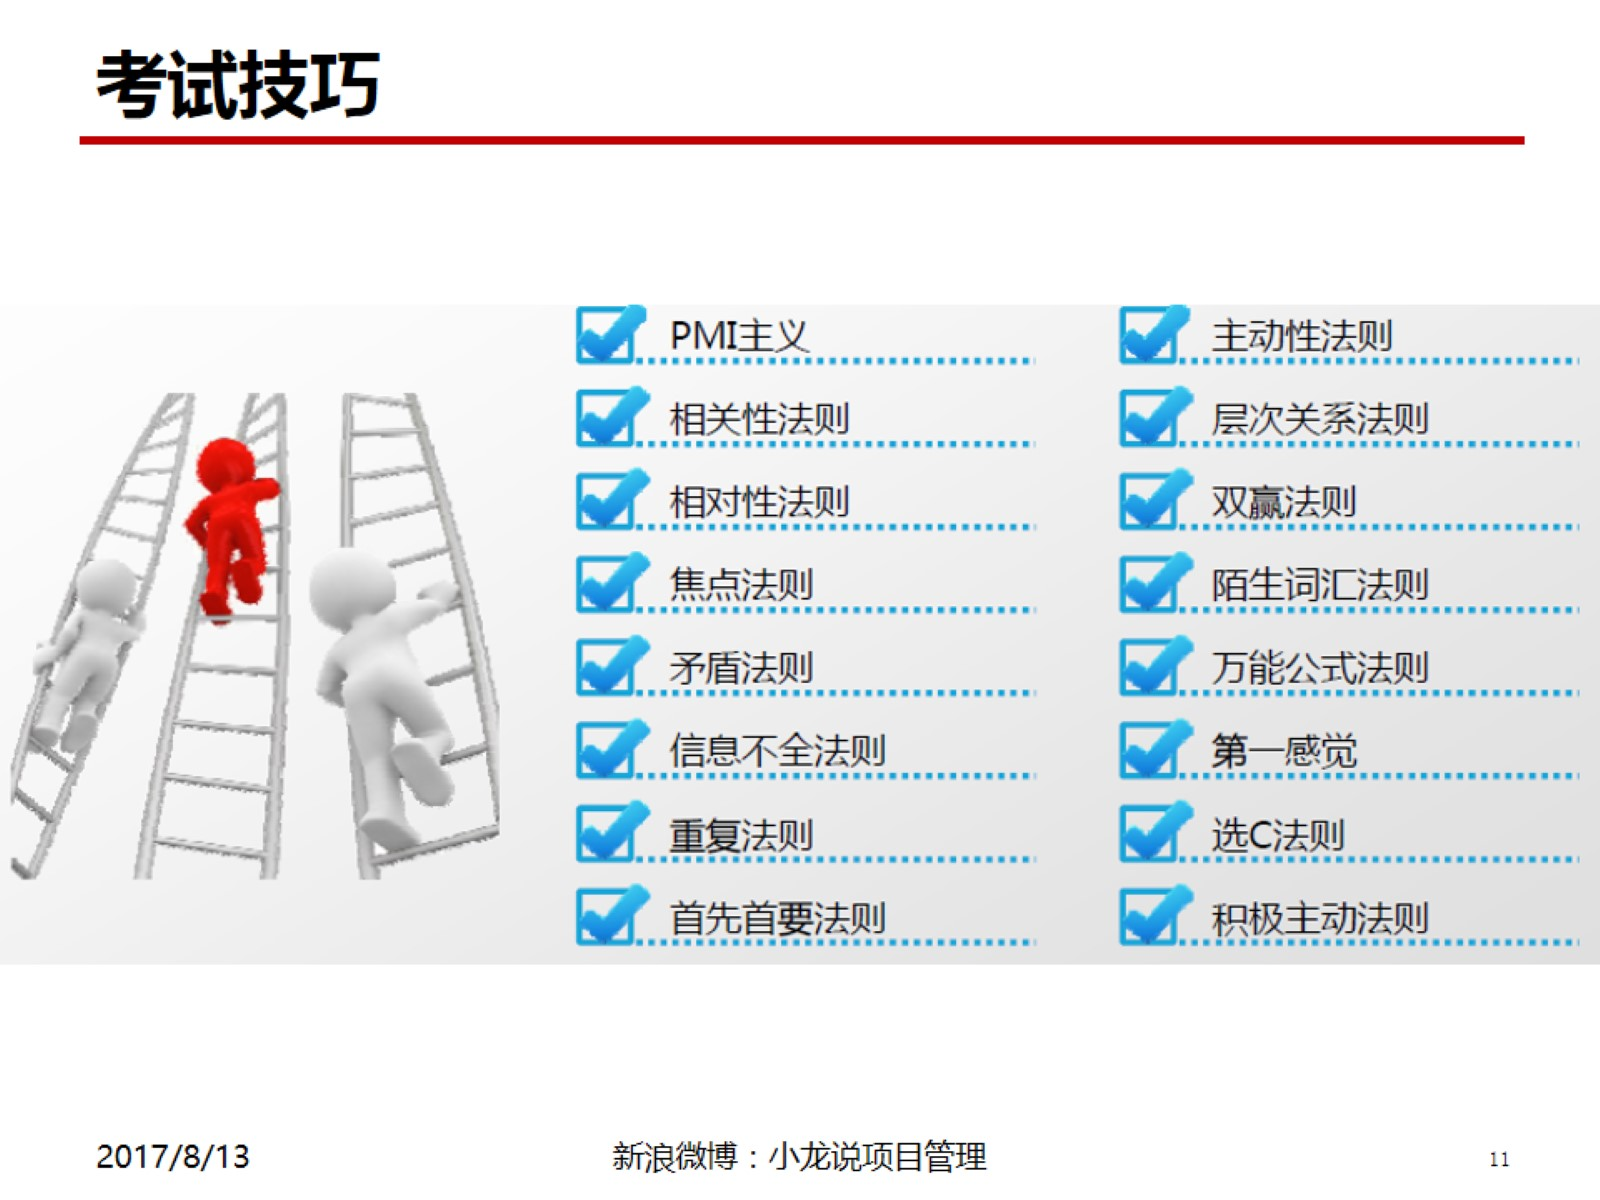 考试技巧
PMI主义
相关性法则
相对性法则
焦点法则
矛盾法则
信息不全法则
重复法则
首先首要法则
主动性法则
层次关系法则
双赢法则
陌生词汇法则
万能公式法则
第一感觉
选C法则
积极主动法则
2017/8/13
新浪微博：小龙说项目管理
11